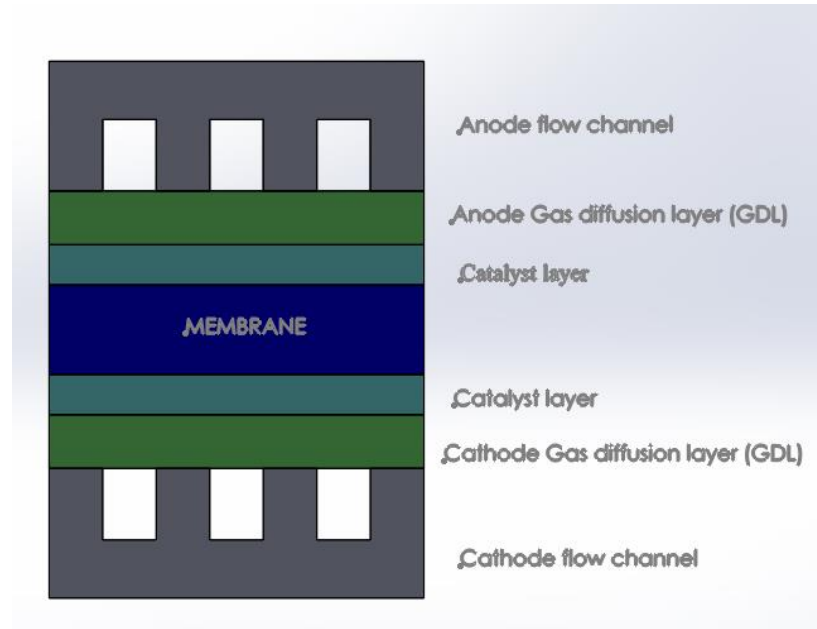 Anode flow channel
Anode Gas diffusion layer (GDL)
Catalyst layer
MEMBRANE
Catalyst layer
Cathode Gas diffusion layer (GDL)
Cathode flow channel